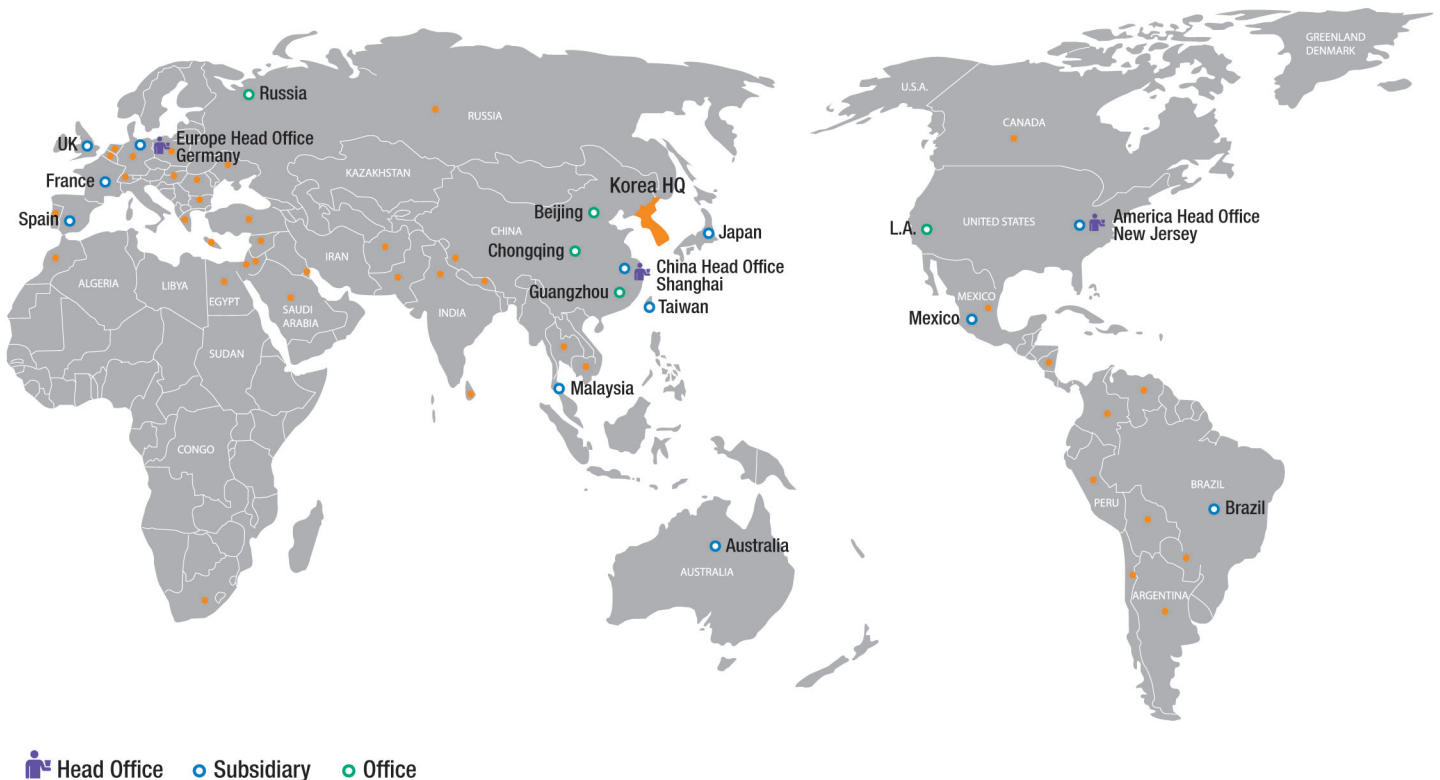 GREENLAND
DENMARK
U.S.A.
Russia
RUSSIA
CANADA
UK
Europe Head Office
Germany
KAZAKHSTAN
France
Korea HQ
Beijing
Spain
CHINA
Japan
UNITED STATES
L.A.
America Head Office
New Jersey
IRAN
Chongqing
China Head Office
Shanghai
ALGERIA
LIBYA
EGYPT
SAUDI
ARABIA
INDIA
Guangzhou
Taiwan
MEXICO
Mexico
SUDAN
Malaysia
CONGO
PERU
BRAZIL
Brazil
Australia
AUSTRALIA
ARGENTINA
Head Office
Subsidiary
Office